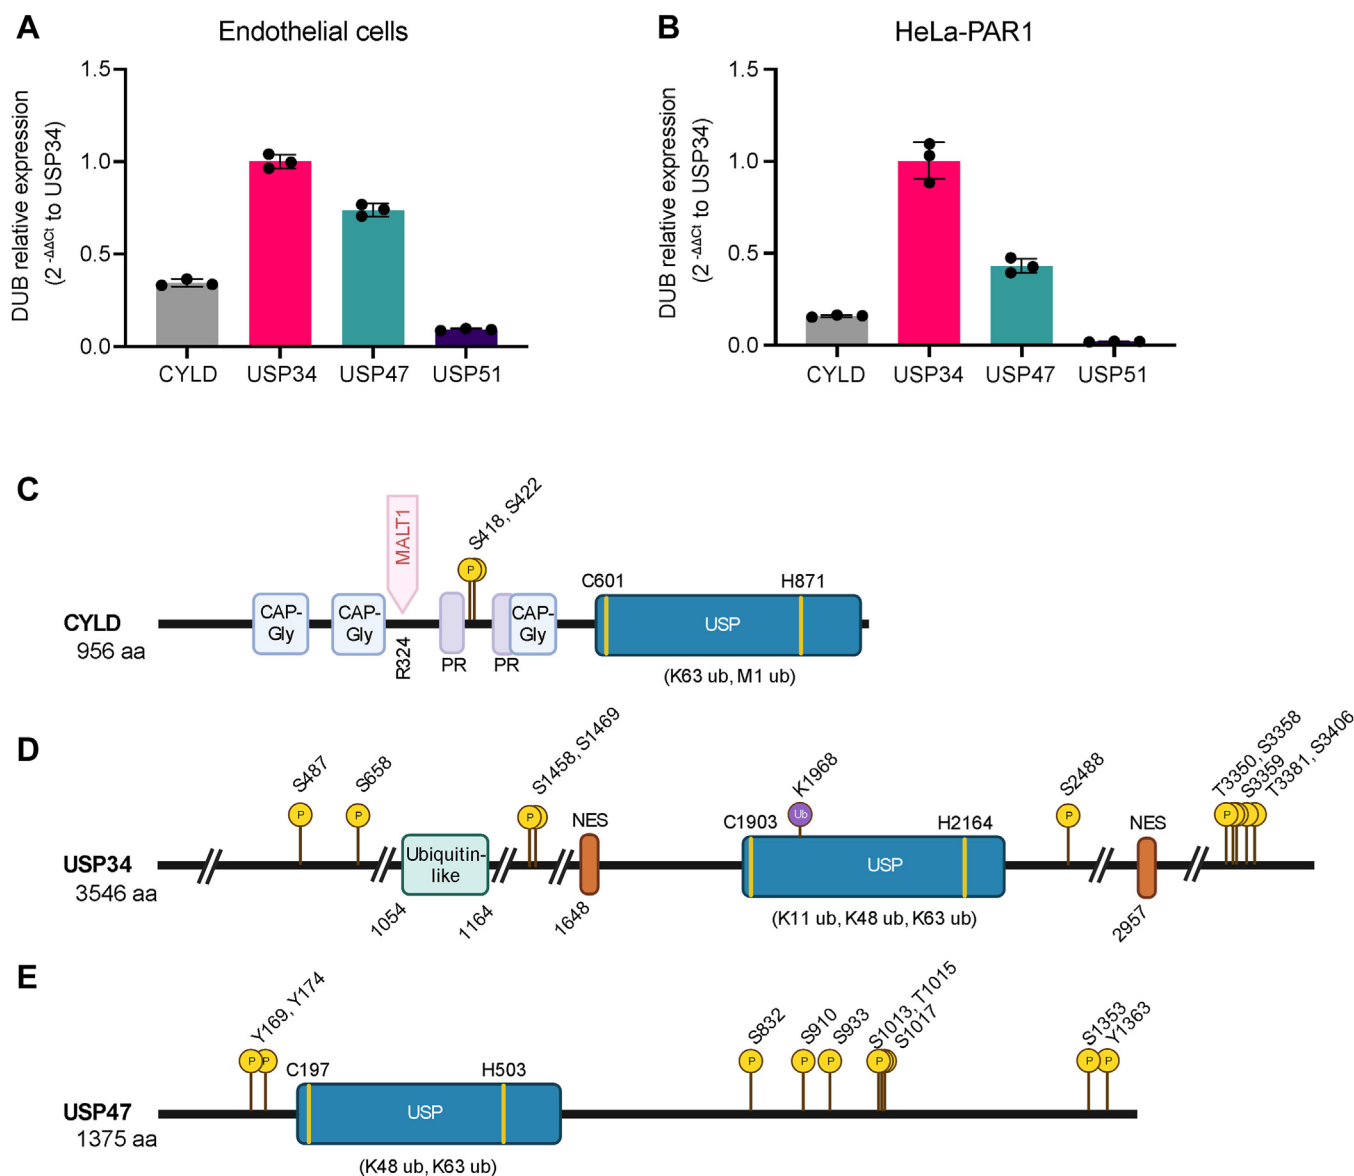 A
Endothelial cells
DUB relative expression
(2 -ΔΔCt to USP34)
1.5
1.0
0.5
0.0
CYLD
USP34
USP47
USP51
B
HeLa-PAR1
DUB relative expression
(2 -ΔΔCt to USP34)
1.5
1.0
0.5
0.0
CYLD
USP34
USP47
USP51
C
CYLD
956 aa
CAP-
Gly
CAP-
Gly
MALT1
R324
PR
P
S418, S422
PR
CAP-
Gly
C601
H871
USP
(K63 ub, M1 ub)
D
USP34
3546 aa
S487
P
S658
P
Ubiquitin-
like
1054
1164
S1458, S1469
P
NES
1648
C1903
K1968
Ub
H2164
USP
(K11 ub, K48 ub, K63 ub)
S2488
P
NES
2957
T3350, S3358
S3359
T3381, S3406
P
E
USP47
1375 aa
Y169, Y174
P
P
C197
H503
USP
(K48 ub, K63 ub)
S832
P
S910
P
S933
P
S1013, T1015
S1017
P
S1353
P
Y1363
P